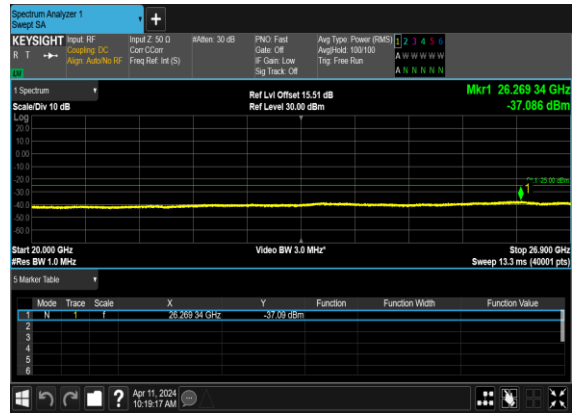 Spectrum Analyzer 1
Swept SA
+
KEYSIGHT Input: RF Input Z: 50 Ω #Atten: 30 dB PNO: Fast Avg Type: Power (RMS) 1 2 3 4 5 6
R T Coupling: DC Corr CCorr Gate: Off Avg|Hold: 100/100 A W W W W W
Align: Auto/No RF Freq Ref: Int (S) IF Gain: Low Trig: Free Run
Sig Track: Off A N N N N N
1 Spectrum
Ref Lvl Offset 15.51 dB Mkr1 26.269 34 GHz
Scale/Div 10 dB Ref Level 30.00 dBm -37.086 dBm
Log
20.0
10.0
0.00
-10.0
-20.0
-25.00 dBm
-30.0
1
-40.0
-50.0
-60.0
Start 20.000 GHz Video BW 3.0 MHz* Stop 26.900 GHz
#Res BW 1.0 MHz Sweep 13.3 ms (40001 pts)
5 Marker Table
Mode Trace Scale X Y Function Function Width Function Value
1 N 1 f 26.269 34 GHz -37.09 dBm
2
3
4
5
6
? Apr 11, 2024
10:19:17 AM